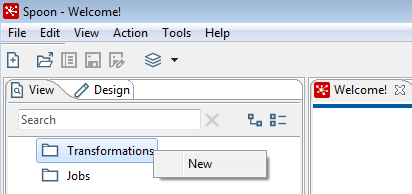 Spoon - Welcome!
File Edit View Action Tools Help
View Design
Welcome!
Search
Transformations
New
Jobs